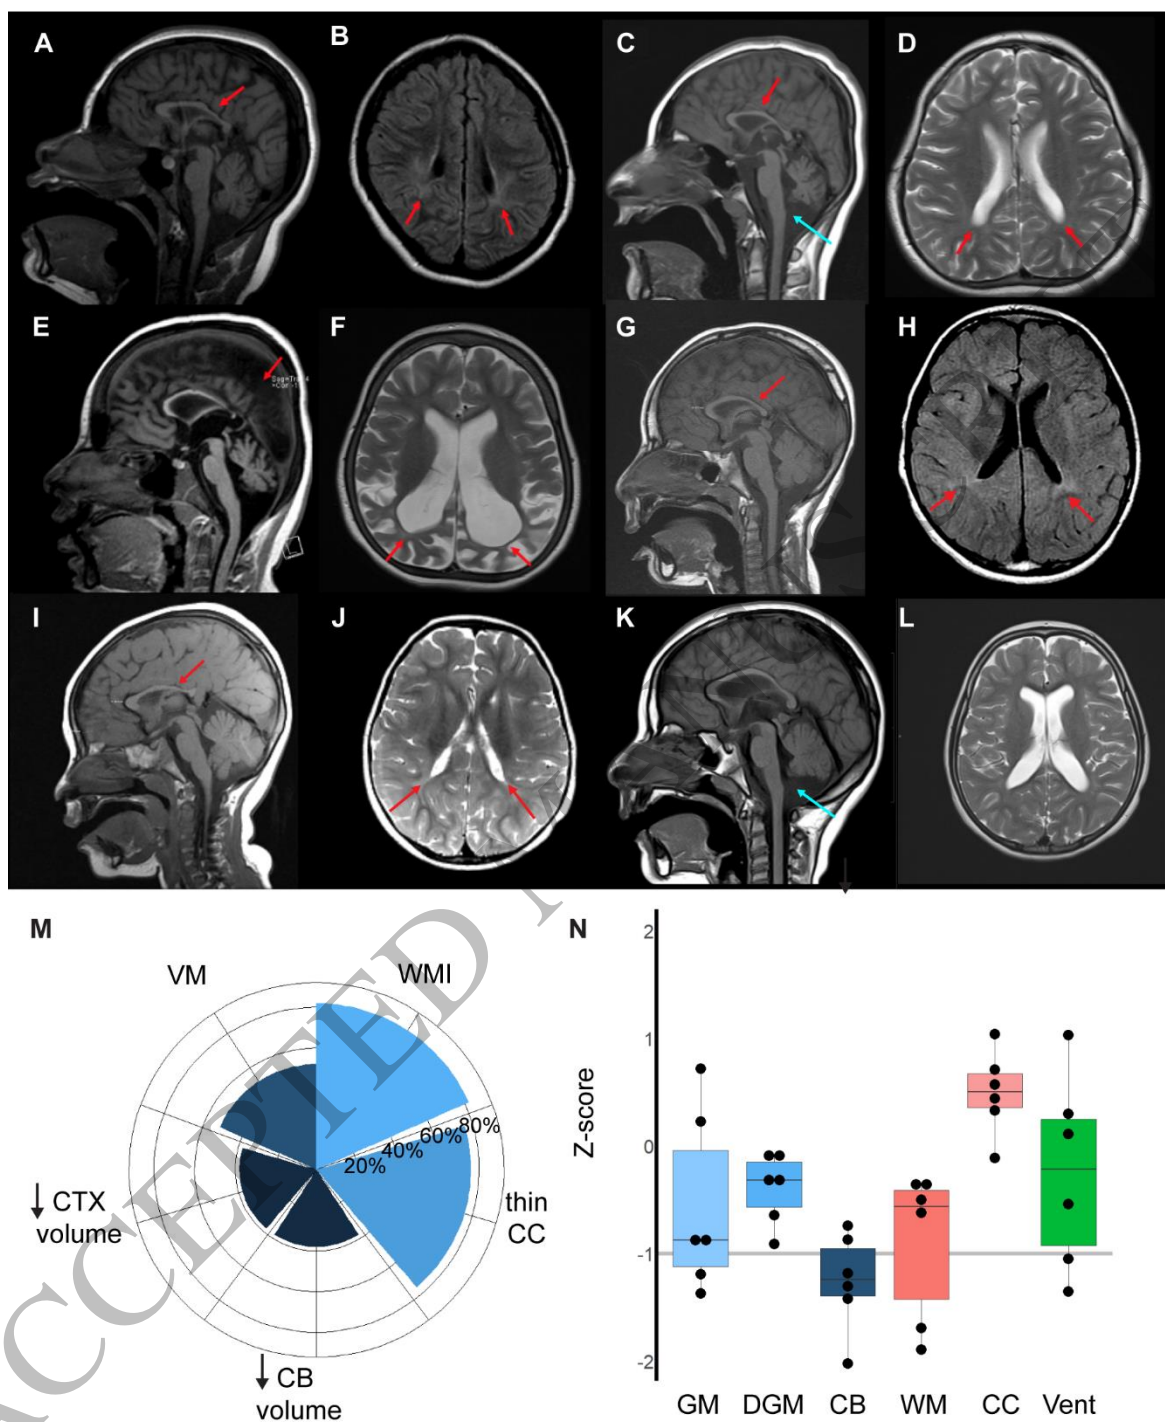 A
B
C
D
E
F
G
H
I
J
K
L
M
N
VM
WMI
20%
40%
60%
80%
thin
CC
↓ CTX
volume
↓ CB
volume
Z-score
2
1
0
-1
-2
GM
DGM
CB
WM
CC
Vent
ACCEPTED